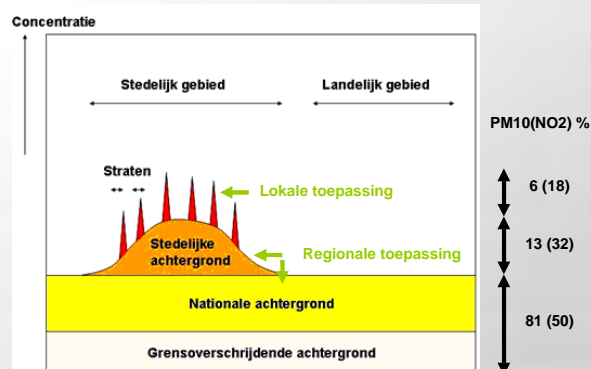 Concentratie
Stedelijk gebied
Landelijk gebied
PM10(NO2) %
Straten
6 (18)
Lokale toepassing
13 (32)
Stedelijke
achtergrond
Regionale toepassing
Nationale achtergrond
81 (50)
Grensoverschrijdende achtergrond